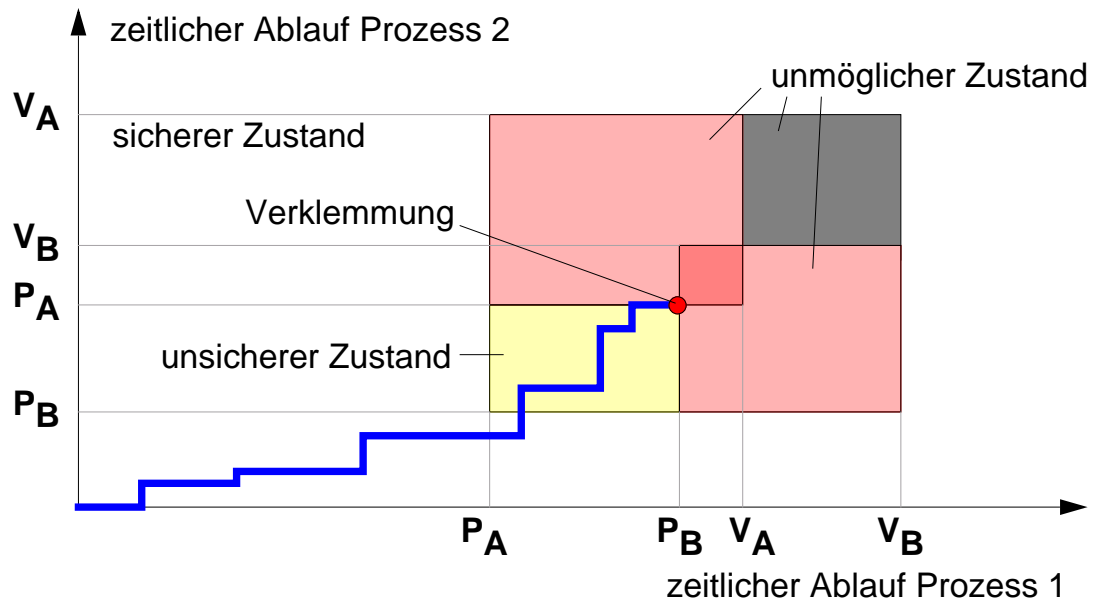 zeitlicher Ablauf Prozess 2
unmöglicher Zustand
VA
sicherer Zustand
Verklemmung
VB
PA
unsicherer Zustand
PB
PA PB VA VB
zeitlicher Ablauf Prozess 1